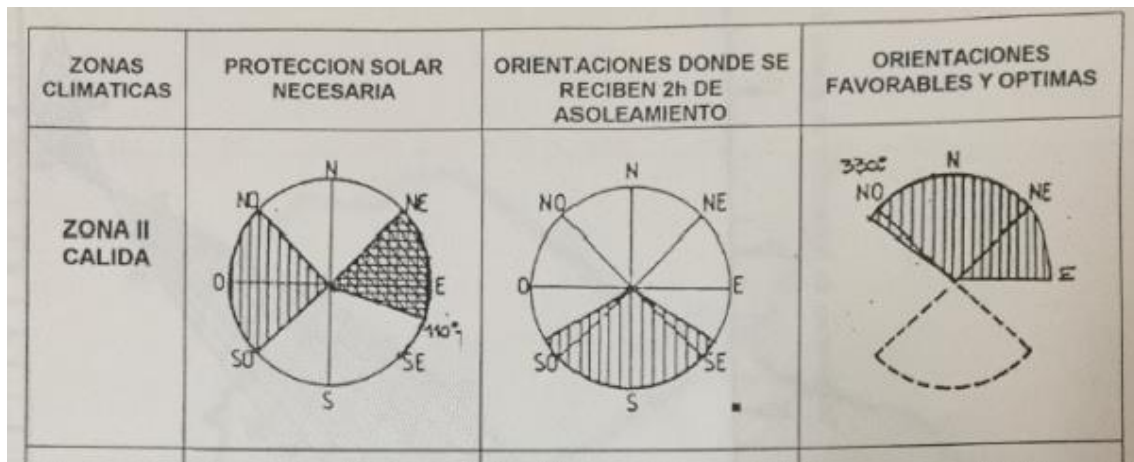 ZONAS
CLIMATICAS
PROTECCION SOLAR
NECESARIA
ORIENTACIONES DONDE SE
RECIBEN 2h DE
ASOLEAMIENTO
ORIENTACIONES
FAVORABLES Y OPTIMAS
ZONA II
CALIDA
N
NO
NE
O
E
110°
SO
SE
S
N
NO
NE
O
E
SO
SE
S
330°
N
NO
NE
E